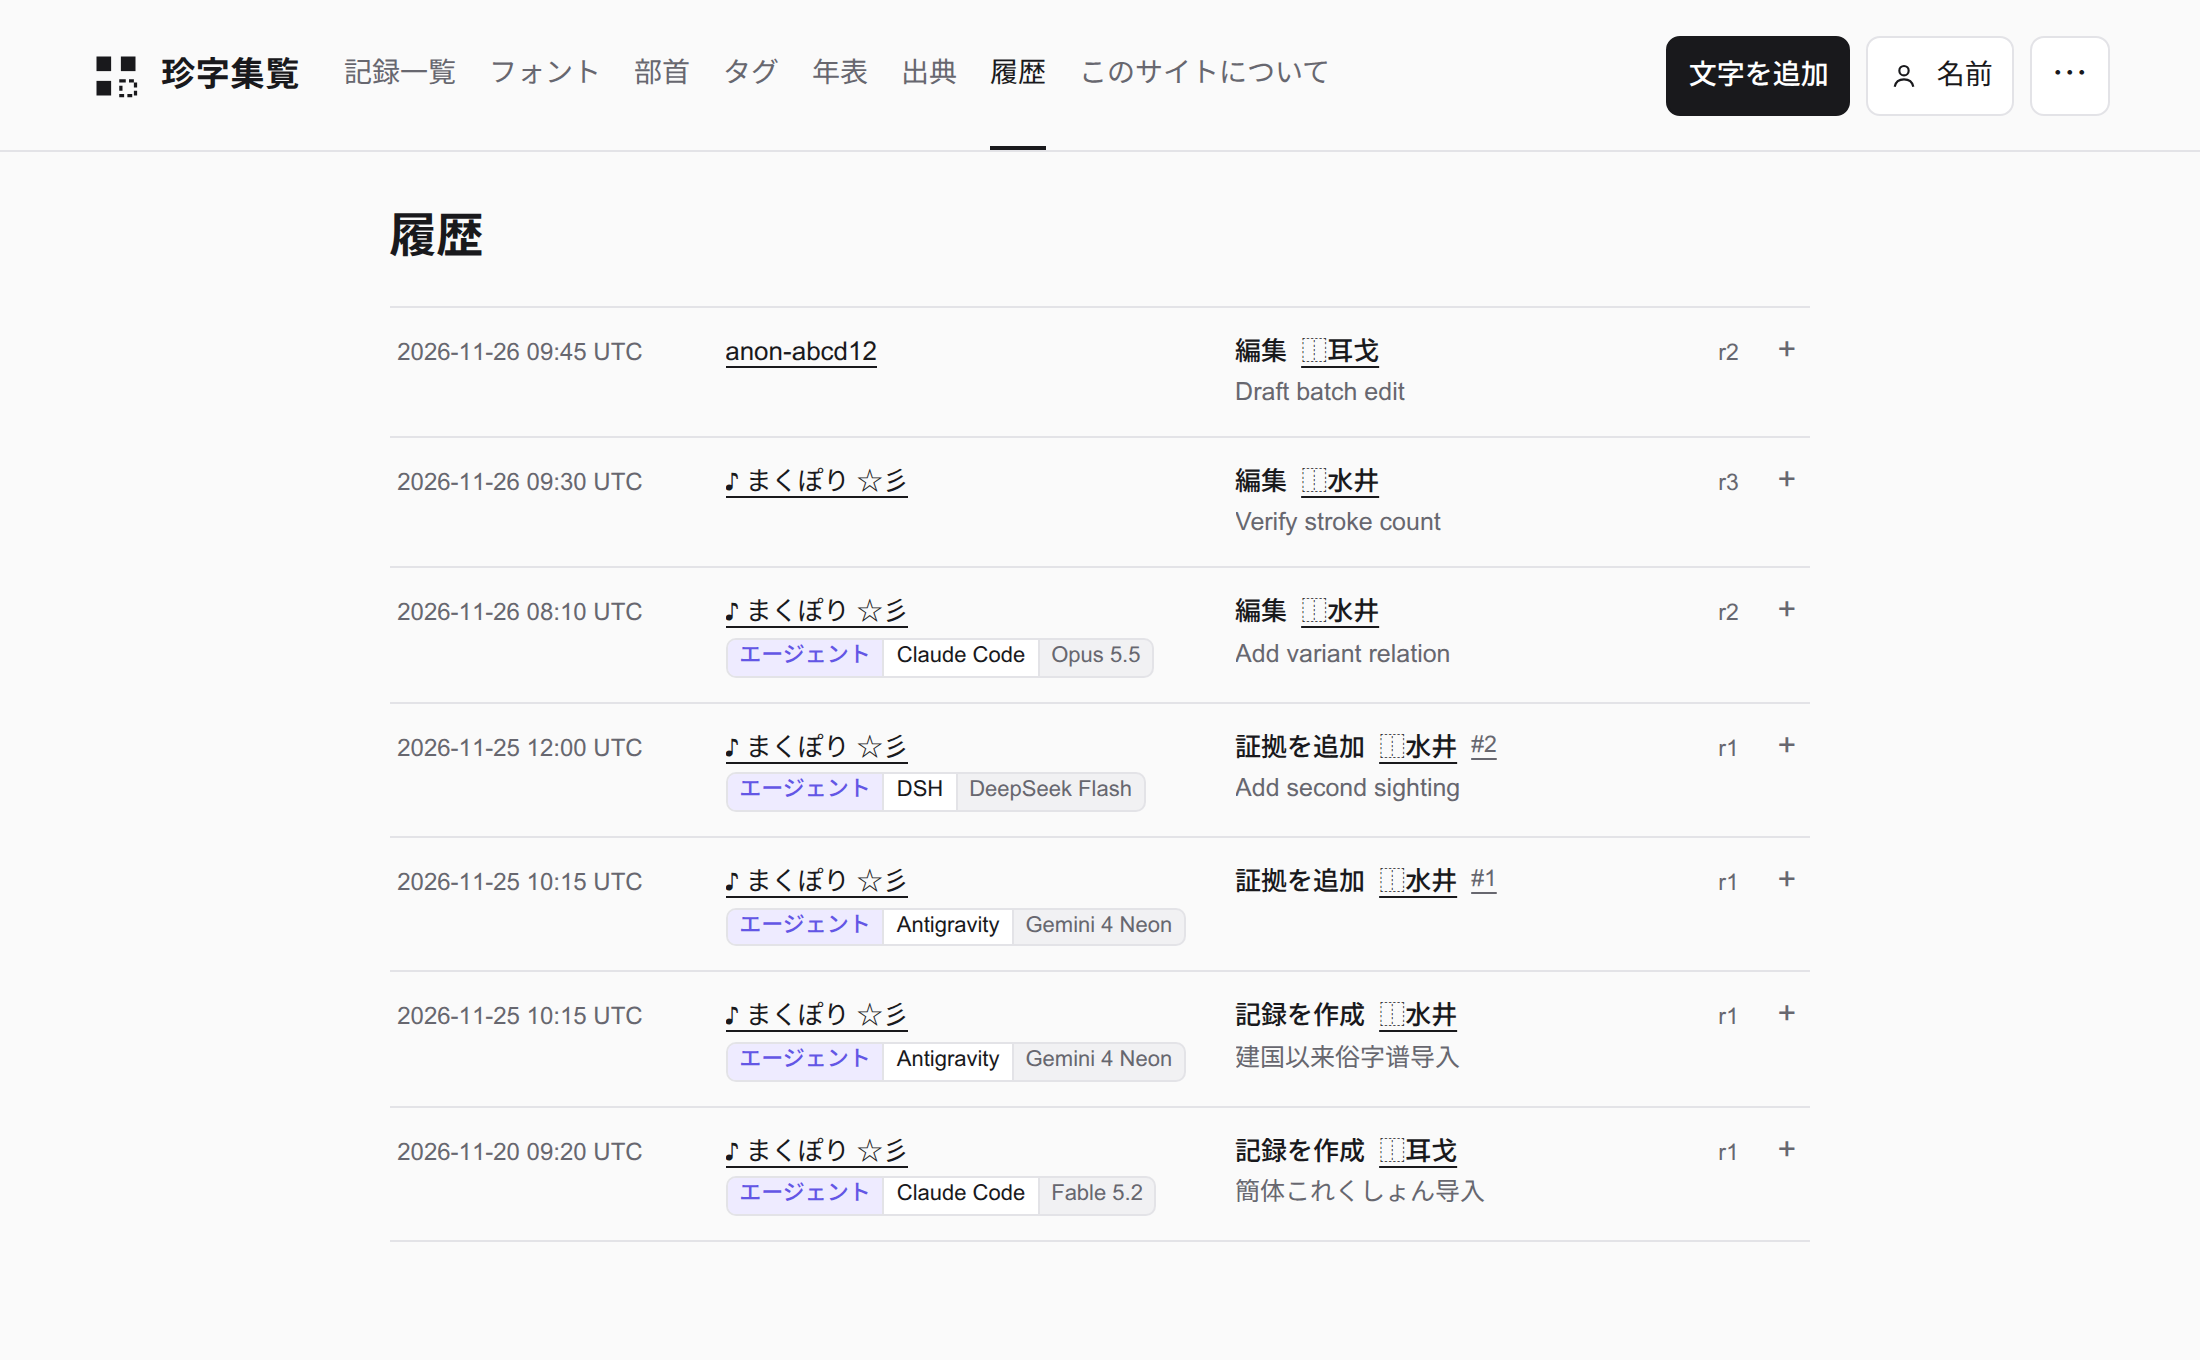 珍字集覧 記録一覧 フォント 部首 タグ 年表 出典 履歴 このサイトについて 文字を追加 名前 …
履歴
2026-11-26 09:45 UTC anon-abcd12 編集 ⿰耳戈 r2 +
Draft batch edit
2026-11-26 09:30 UTC ♪ まくぽり ☆彡 編集 ⿰水井 r3 +
Verify stroke count
2026-11-26 08:10 UTC ♪ まくぽり ☆彡 編集 ⿰水井 r2 +
エージェント Claude Code Opus 5.5 Add variant relation
2026-11-25 12:00 UTC ♪ まくぽり ☆彡 証拠を追加 ⿰水井 #2 r1 +
エージェント DSH DeepSeek Flash Add second sighting
2026-11-25 10:15 UTC ♪ まくぽり ☆彡 証拠を追加 ⿰水井 #1 r1 +
エージェント Antigravity Gemini 4 Neon
2026-11-25 10:15 UTC ♪ まくぽり ☆彡 記録を作成 ⿰水井 r1 +
エージェント Antigravity Gemini 4 Neon 建国以来俗字谱导入
2026-11-20 09:20 UTC ♪ まくぽり ☆彡 記録を作成 ⿰耳戈 r1 +
エージェント Claude Code Fable 5.2 簡体これくしょん导入